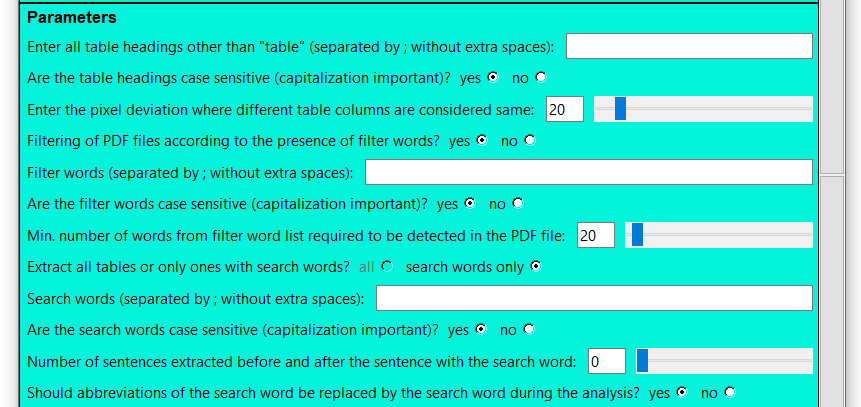 Parameters
Enter all table headings other than "table" (separated by ; without extra spaces):
Are the table headings case sensitive (capitalization important)? yes no
Enter the pixel deviation where different table columns are considered same: 20
Filtering of PDF files according to the presence of filter words? yes no
Filter words (separated by ; without extra spaces):
Are the filter words case sensitive (capitalization important)? yes no
Min. number of words from filter word list required to be detected in the PDF file: 20
Extract all tables or only ones with search words? all search words only
Search words (separated by ; without extra spaces):
Are the search words case sensitive (capitalization important)? yes no
Number of sentences extracted before and after the sentence with the search word: 0
Should abbreviations of the search word be replaced by the search word during the analysis? yes no